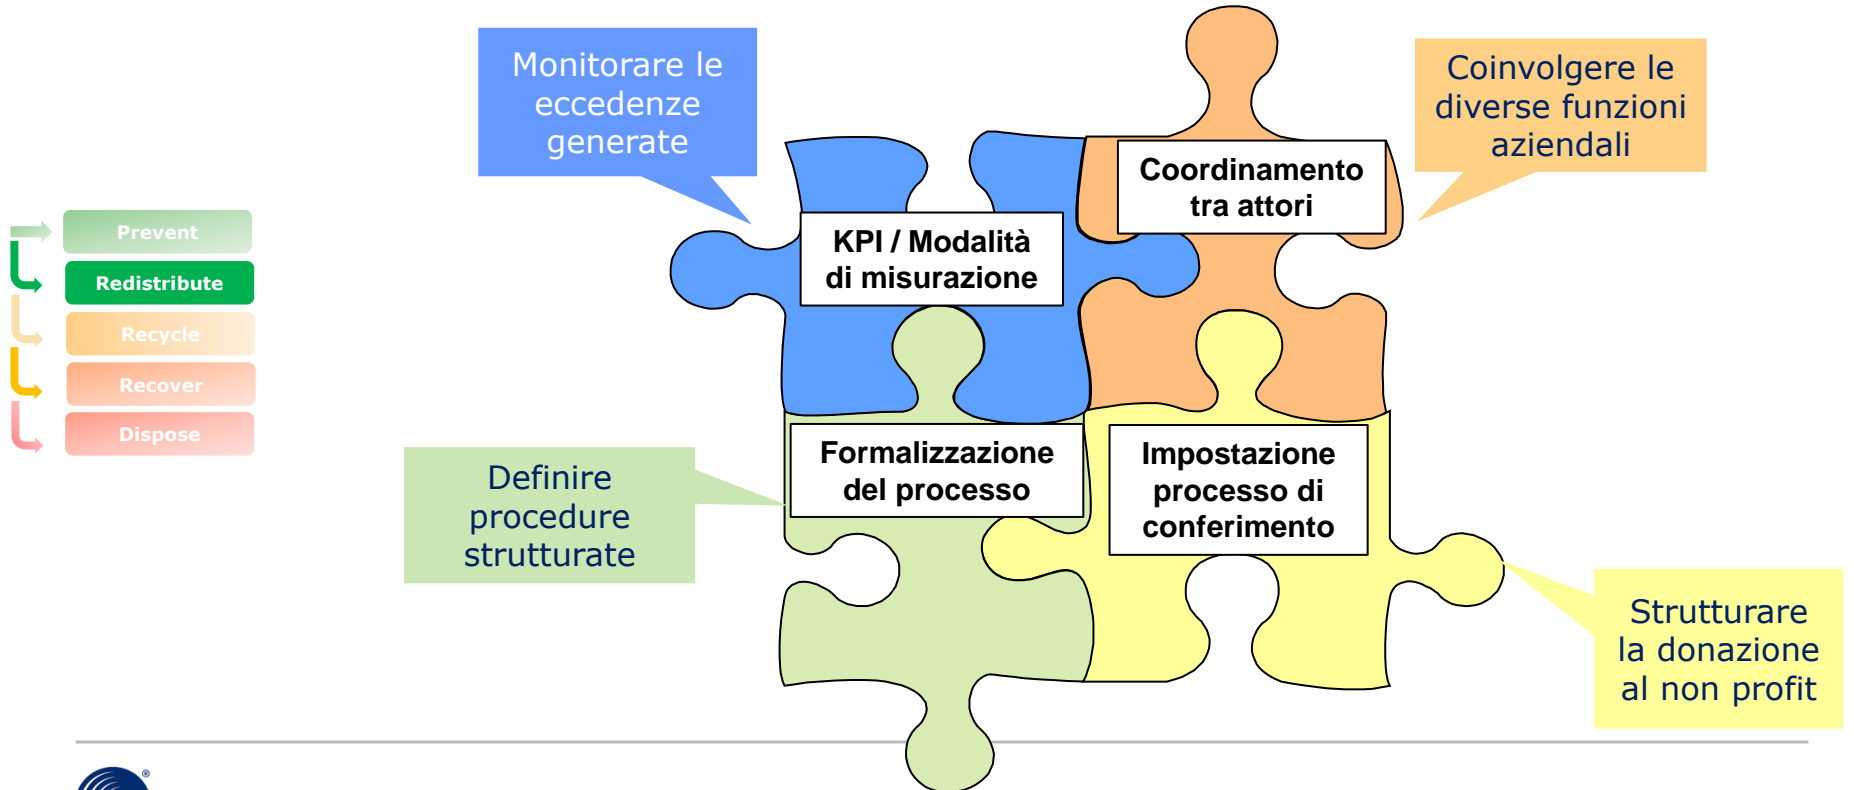 Monitorare le
eccedenze
generate
Coinvolgere le
diverse funzioni
aziendali
Coordinamento
tra attori
KPI / Modalità
di misurazione
Prevent
Redistribute
Recycle
Recover
Dispose
Formalizzazione
del processo
Impostazione
processo di
conferimento
Definire
procedure
strutturate
Strutturare
la donazione
al non profit
®